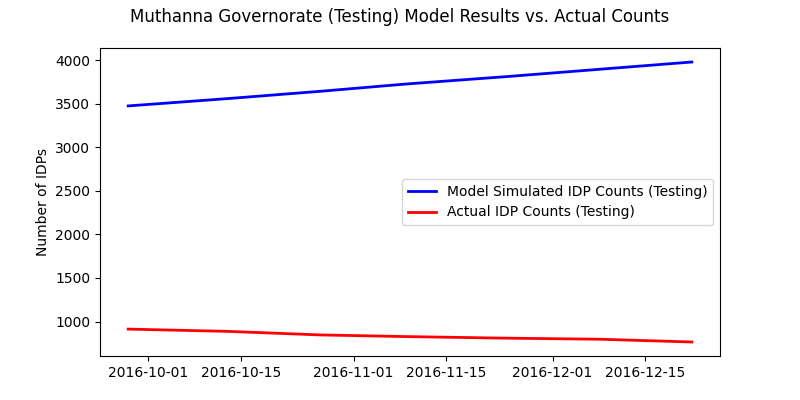 Muthanna Governorate (Testing) Model Results vs. Actual Counts
4000
3500
3000
2500
2000
1500
1000
Number of IDPs
Model Simulated IDP Counts (Testing)
Actual IDP Counts (Testing)
2016-10-01 2016-10-15 2016-11-01 2016-11-15 2016-12-01 2016-12-15